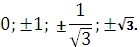 0; ±1; ±1/√3; ±√3.